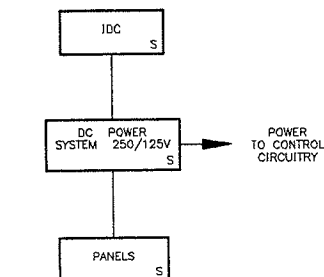 IDC
S
DC POWER
SYSTEM 250/125V
S
POWER
TO CONTROL
CIRCUITRY
PANELS
S